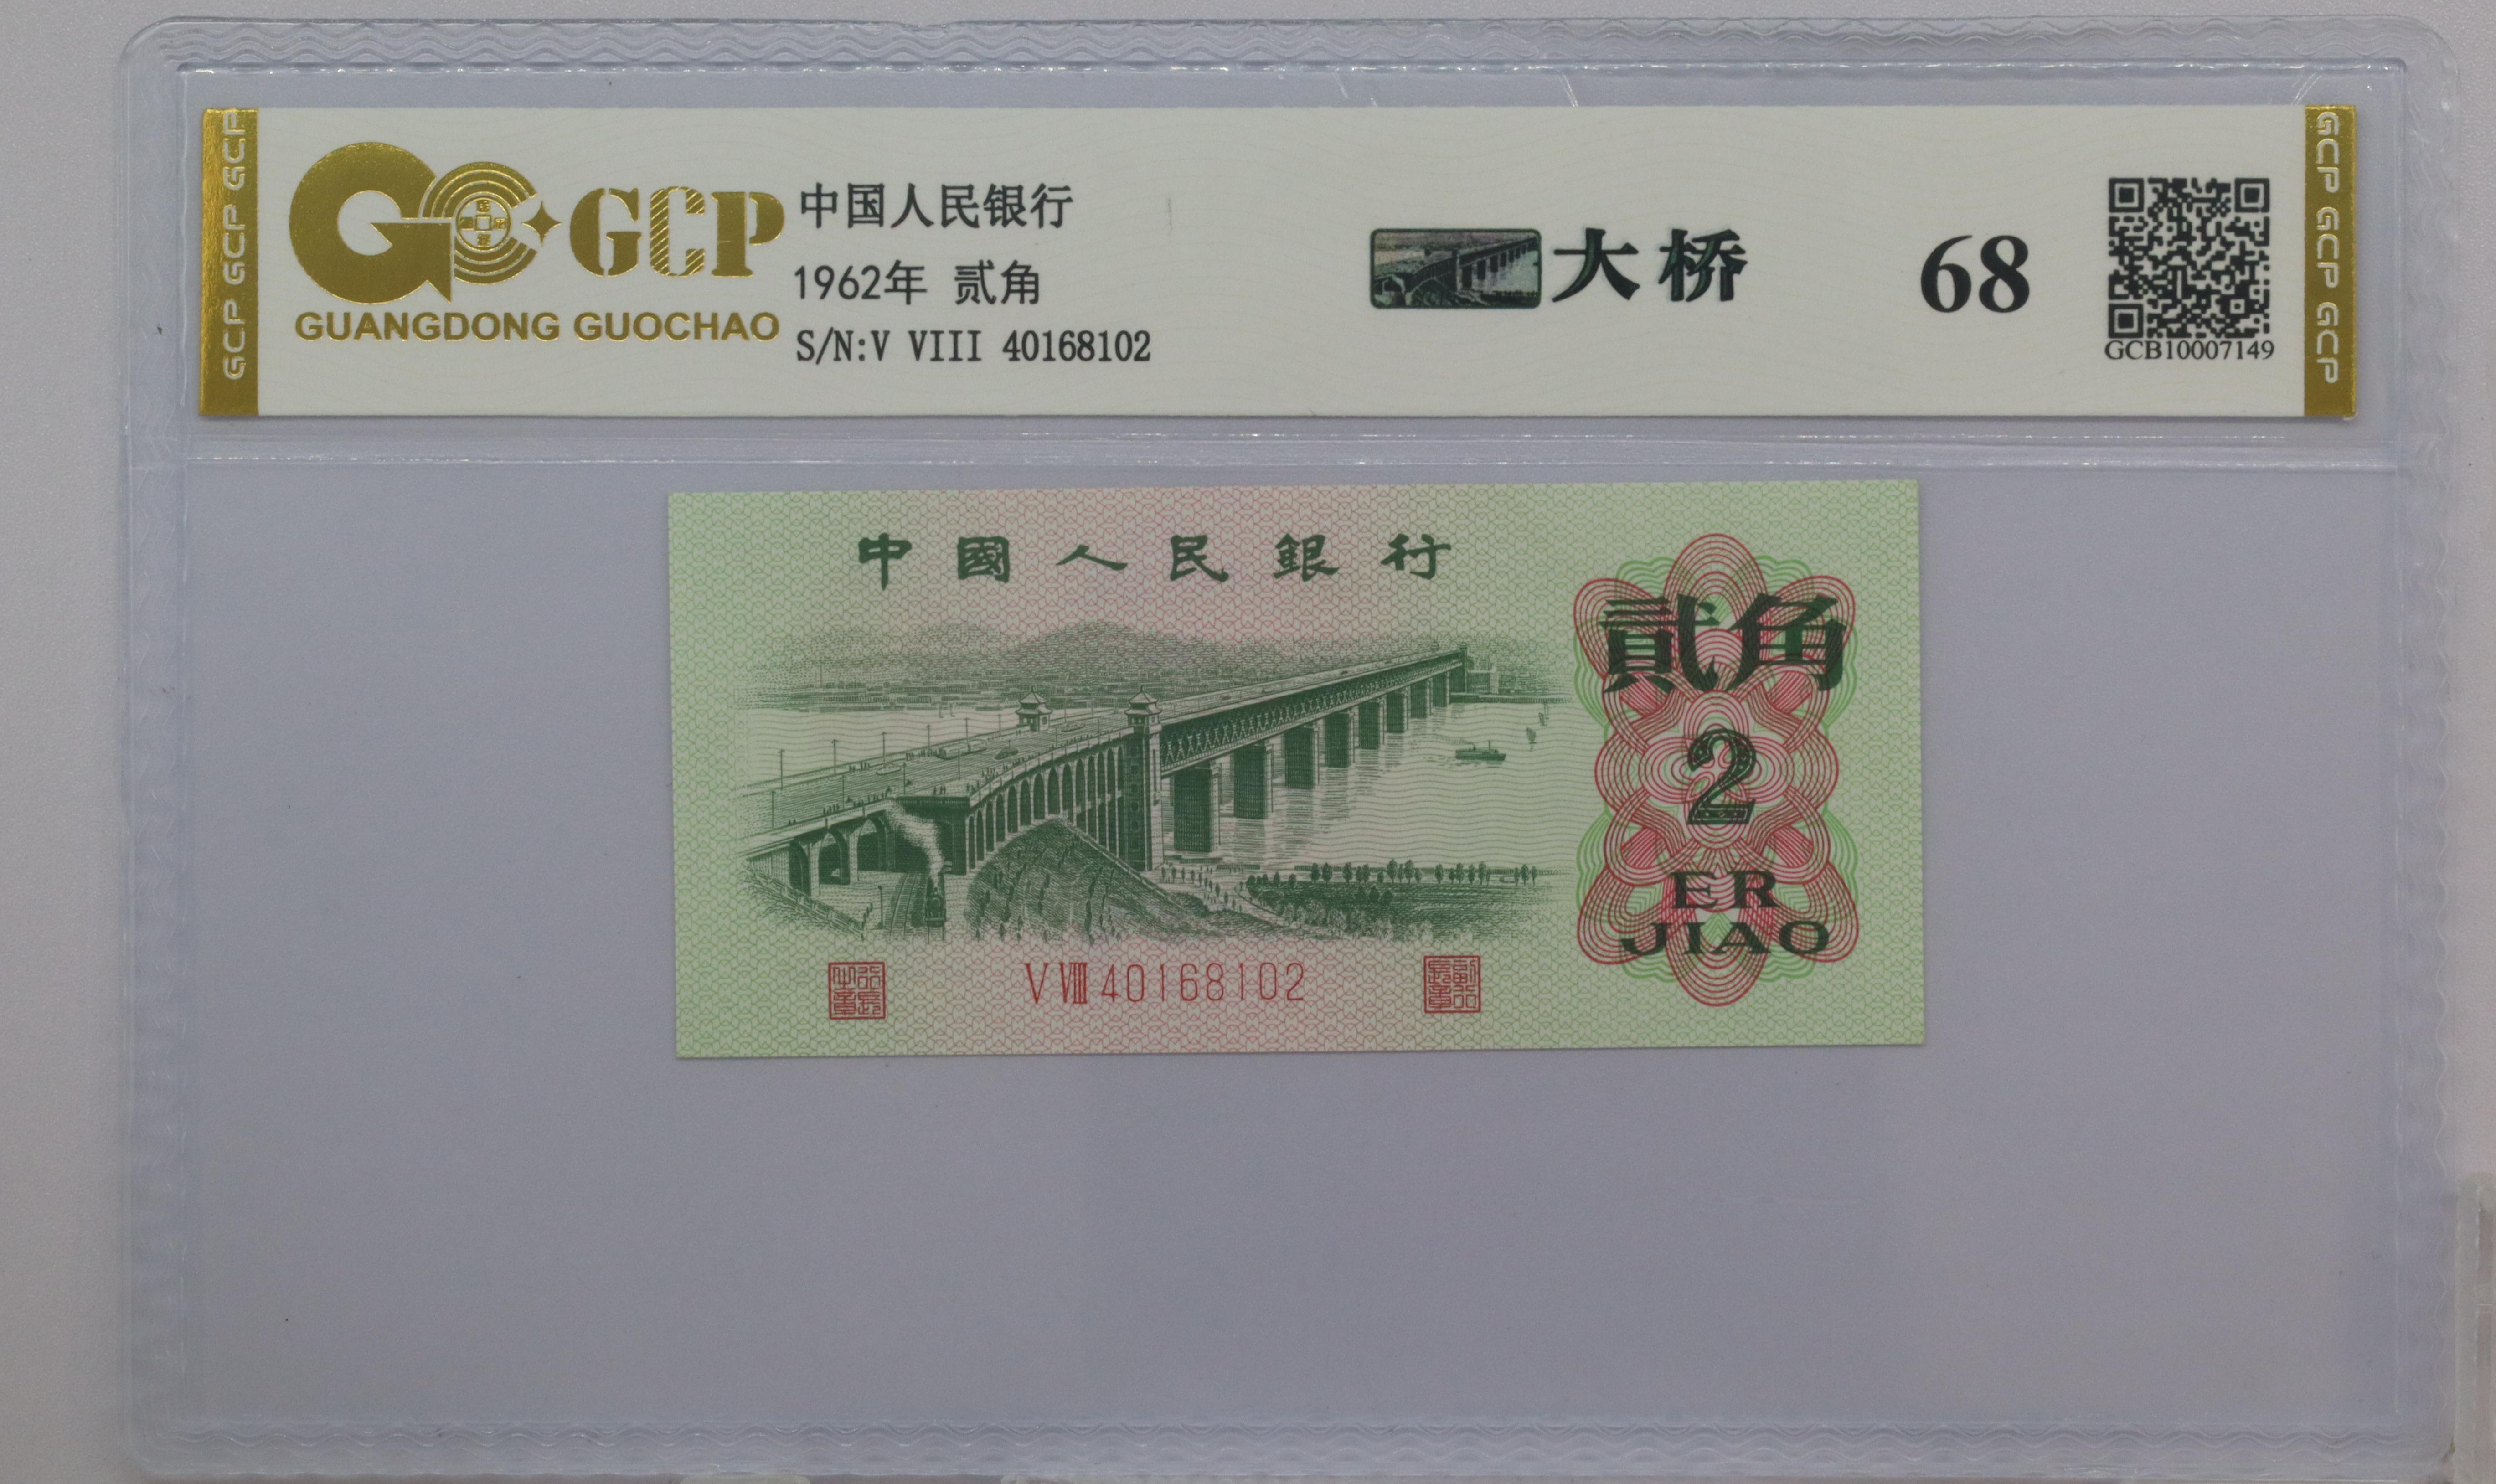 GCP GCP GCP
GCP
GUANGDONG GUOCHAO
中国人民银行
1962年 贰角
S/N:V VIII 40168102
大桥
68
GCB10007149
GCP GCP GCP
中國人民銀行
貳角
2
ER
JIAO
V VIII 40168102